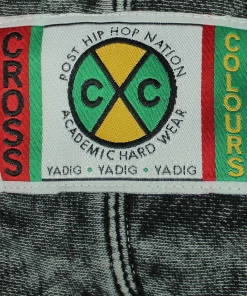 CROSS
POST HIP HOP NATION
C C
ACADEMIC HARD WEAR
YADIG • YADIG • YADIG
COLOURS